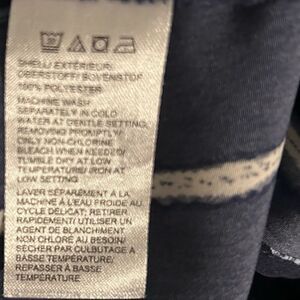 SHELL/ EXTÉRIEUR:
OBERSTOFF/ BOVENSTOF
100% POLYESTER
MACHINE WASH
SEPARATELY IN COLD
WATER AT GENTLE SETTING,
REMOVING PROMPTLY/
ONLY NON-CHLORINE
BLEACH WHEN NEEDED/
TUMBLE DRY AT LOW
TEMPERATURE/ IRON AT
LOW SETTING
LAVER SÉPARÉMENT À LA
MACHINE À L'EAU FROIDE AU
CYCLE DÉLICAT; RETIRER
RAPIDEMENT/ UTILISER UN
AGENT DE BLANCHIMENT
NON CHLORÉ AU BESOIN/
SÉCHER PAR CULBUTAGE À
BASSE TEMPÉRATURE,
REPASSER À BASSE
TEMPÉRATURE.